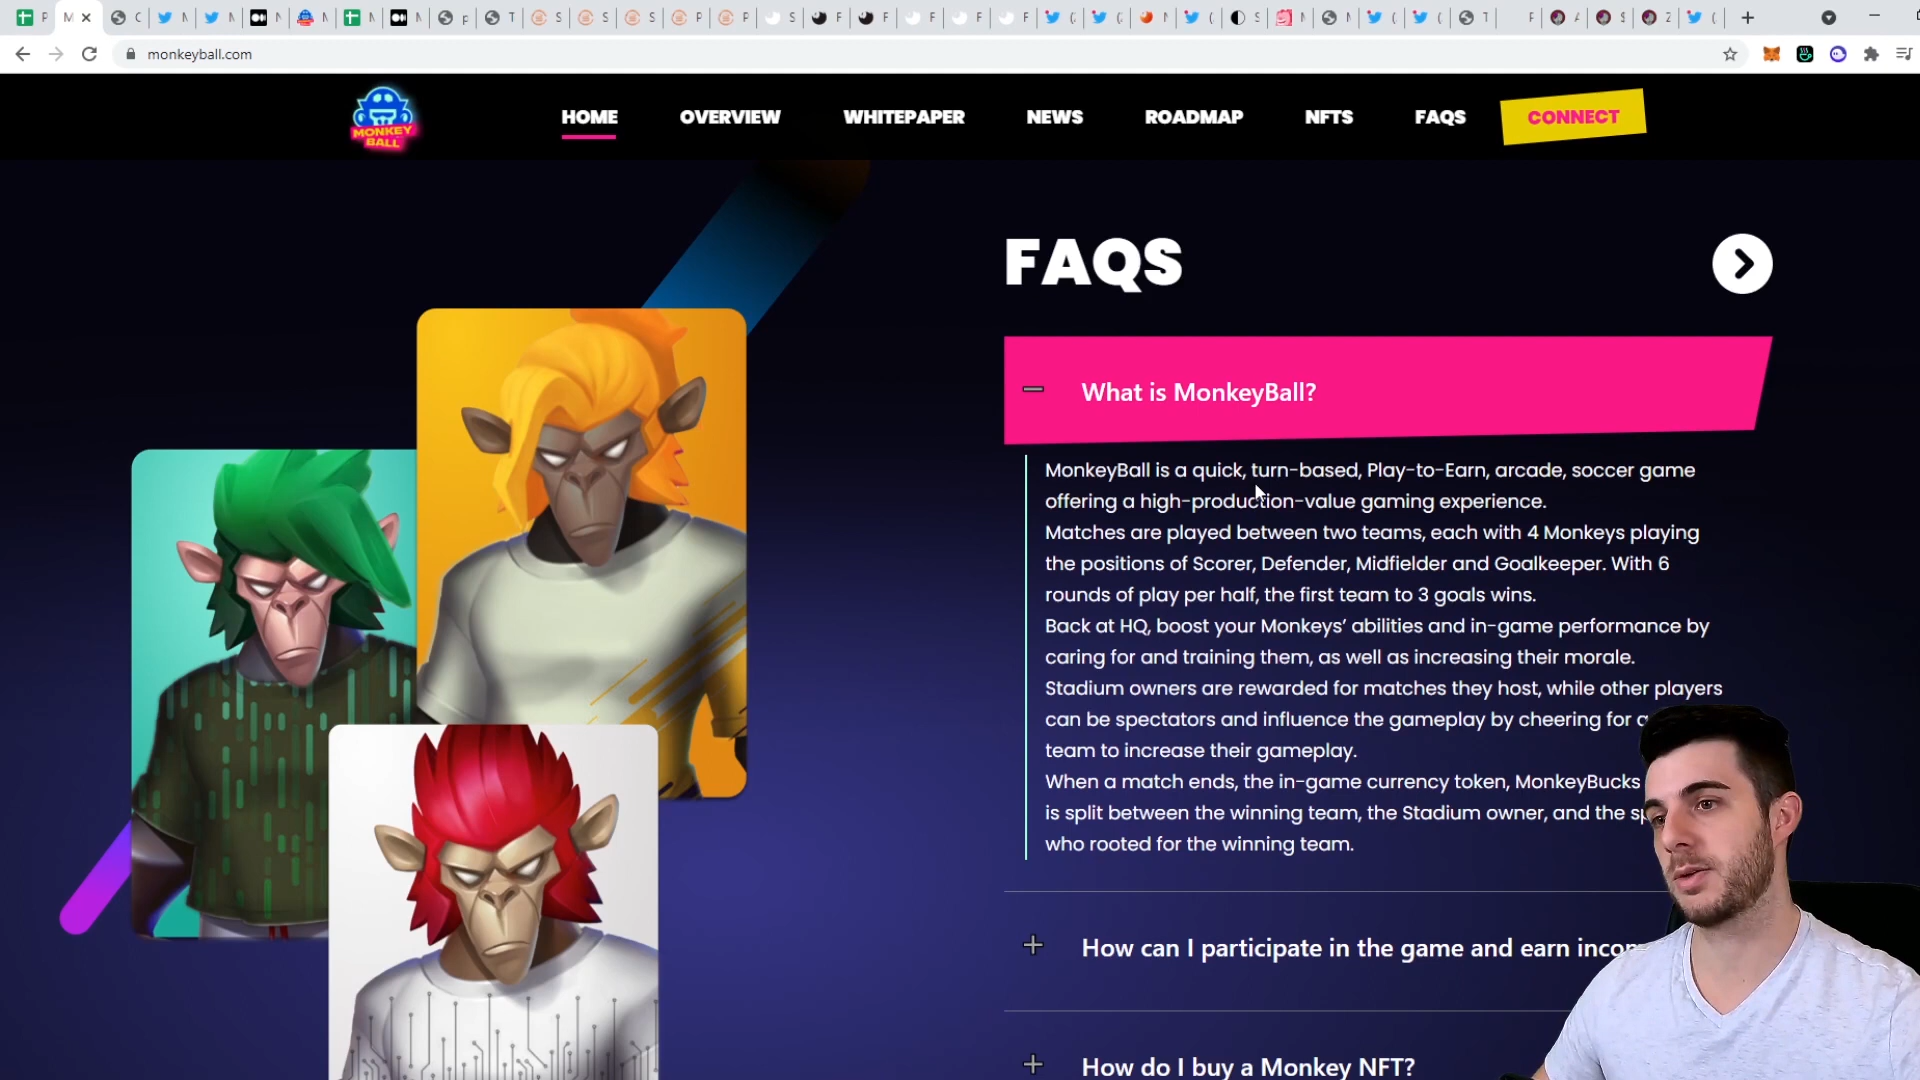 monkeyball.com
MONKEY
BALL
HOME OVERVIEW WHITEPAPER NEWS ROADMAP NFTS FAQS CONNECT
FAQS
What is MonkeyBall?
MonkeyBall is a quick, turn-based, Play-to-Earn, arcade, soccer game
offering a high-production-value gaming experience.
Matches are played between two teams, each with 4 Monkeys playing
the positions of Scorer, Defender, Midfielder and Goalkeeper. With 6
rounds of play per half, the first team to 3 goals wins.
Back at HQ, boost your Monkeys’ abilities and in-game performance by
caring for and training them, as well as increasing their morale.
Stadium owners are rewarded for matches they host, while other players
can be spectators and influence the gameplay by cheering for
team to increase their gameplay.
When a match ends, the in-game currency token, MonkeyBucks
is split between the winning team, the Stadium owner, and the
who rooted for the winning team.
How can I participate in the game and earn
How do I buy a Monkey NFT?